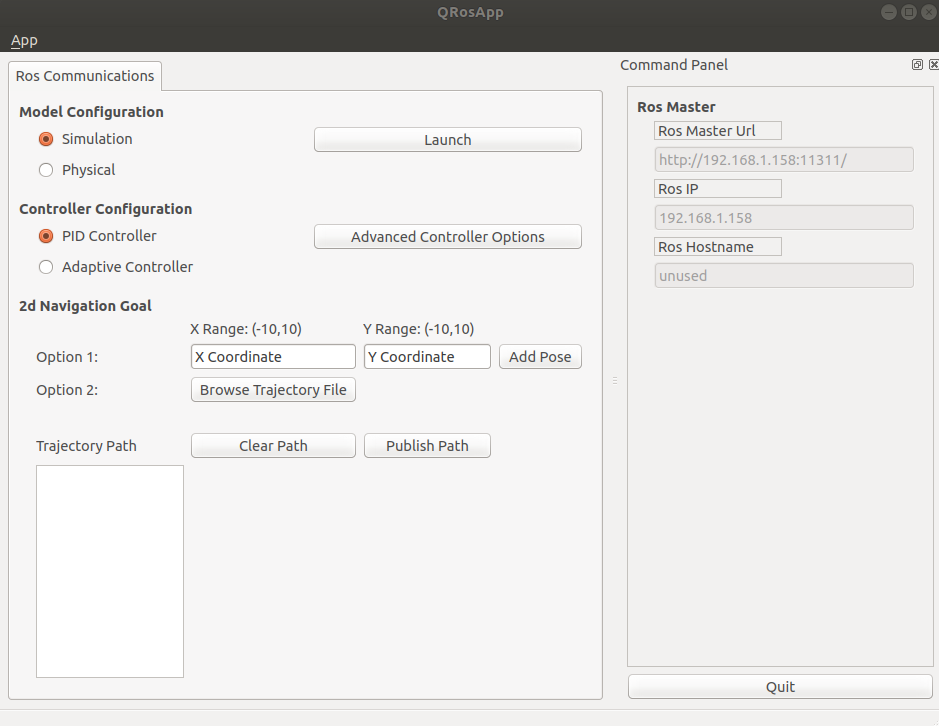 QRosApp
App
Ros Communications
Model Configuration
Simulation
Launch
Physical
Controller Configuration
PID Controller
Advanced Controller Options
Adaptive Controller
2d Navigation Goal
X Range: (-10,10) Y Range: (-10,10)
Option 1: X Coordinate Y Coordinate Add Pose
Option 2: Browse Trajectory File
Trajectory Path Clear Path Publish Path
Command Panel
Ros Master
Ros Master Url
http://192.168.1.158:11311/
Ros IP
192.168.1.158
Ros Hostname
unused
Quit